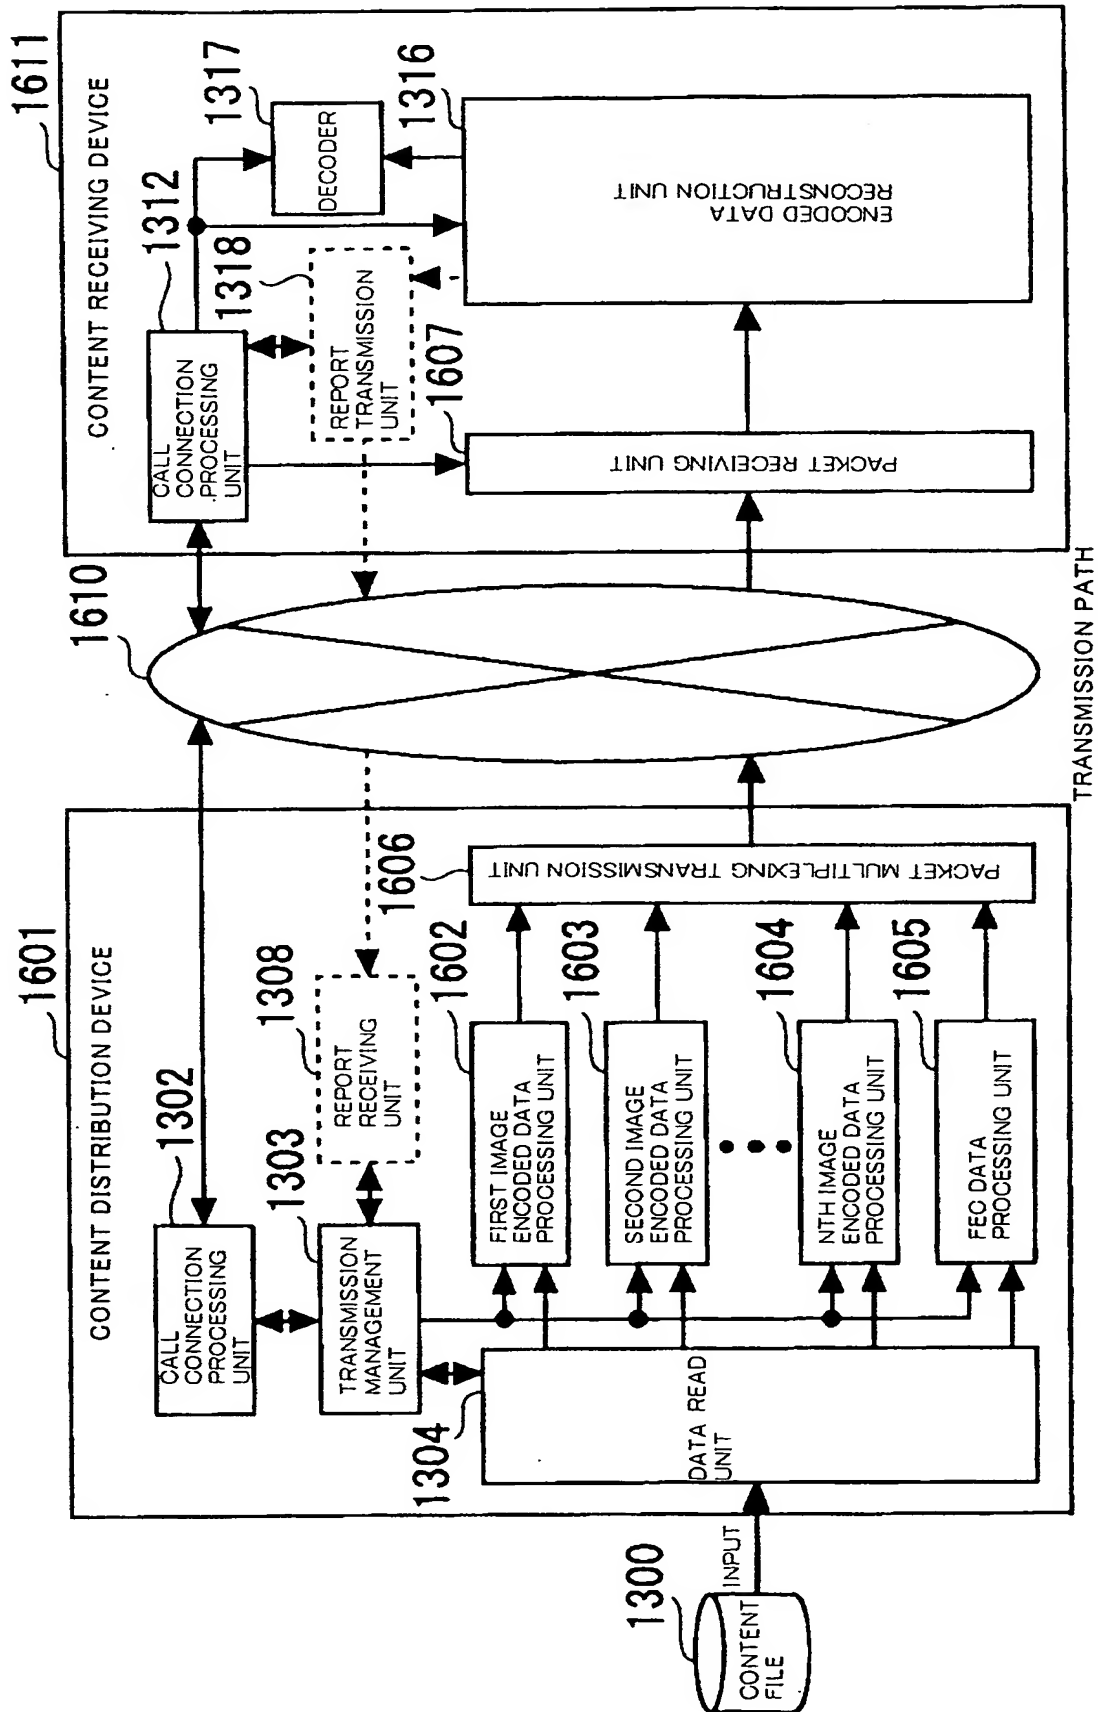 1601
CONTENT DISTRIBUTION DEVICE
1302
CALL
CONNECTION
PROCESSING
UNIT
1303
TRANSMISSION
MANAGEMENT
UNIT
1308
REPORT
RECEIVING
UNIT
1304
DATA READ
UNIT
1300
CONTENT
FILE
INPUT
1602
FIRST IMAGE
ENCODED DATA
PROCESSING UNIT
1603
SECOND IMAGE
ENCODED DATA
PROCESSING UNIT
1604
NTH IMAGE
ENCODED DATA
PROCESSING UNIT
1605
FEC DATA
PROCESSING UNIT
1606
PACKET MULTIPLEXING TRANSMISSION UNIT
1610
TRANSMISSION PATH
1611
CONTENT RECEIVING DEVICE
1312
CALL
CONNECTION
PROCESSING
UNIT
1318
REPORT
TRANSMISSION
UNIT
1317
DECODER
1607
PACKET RECEIVING UNIT
1316
ENCODED DATA
RECONSTRUCTION UNIT